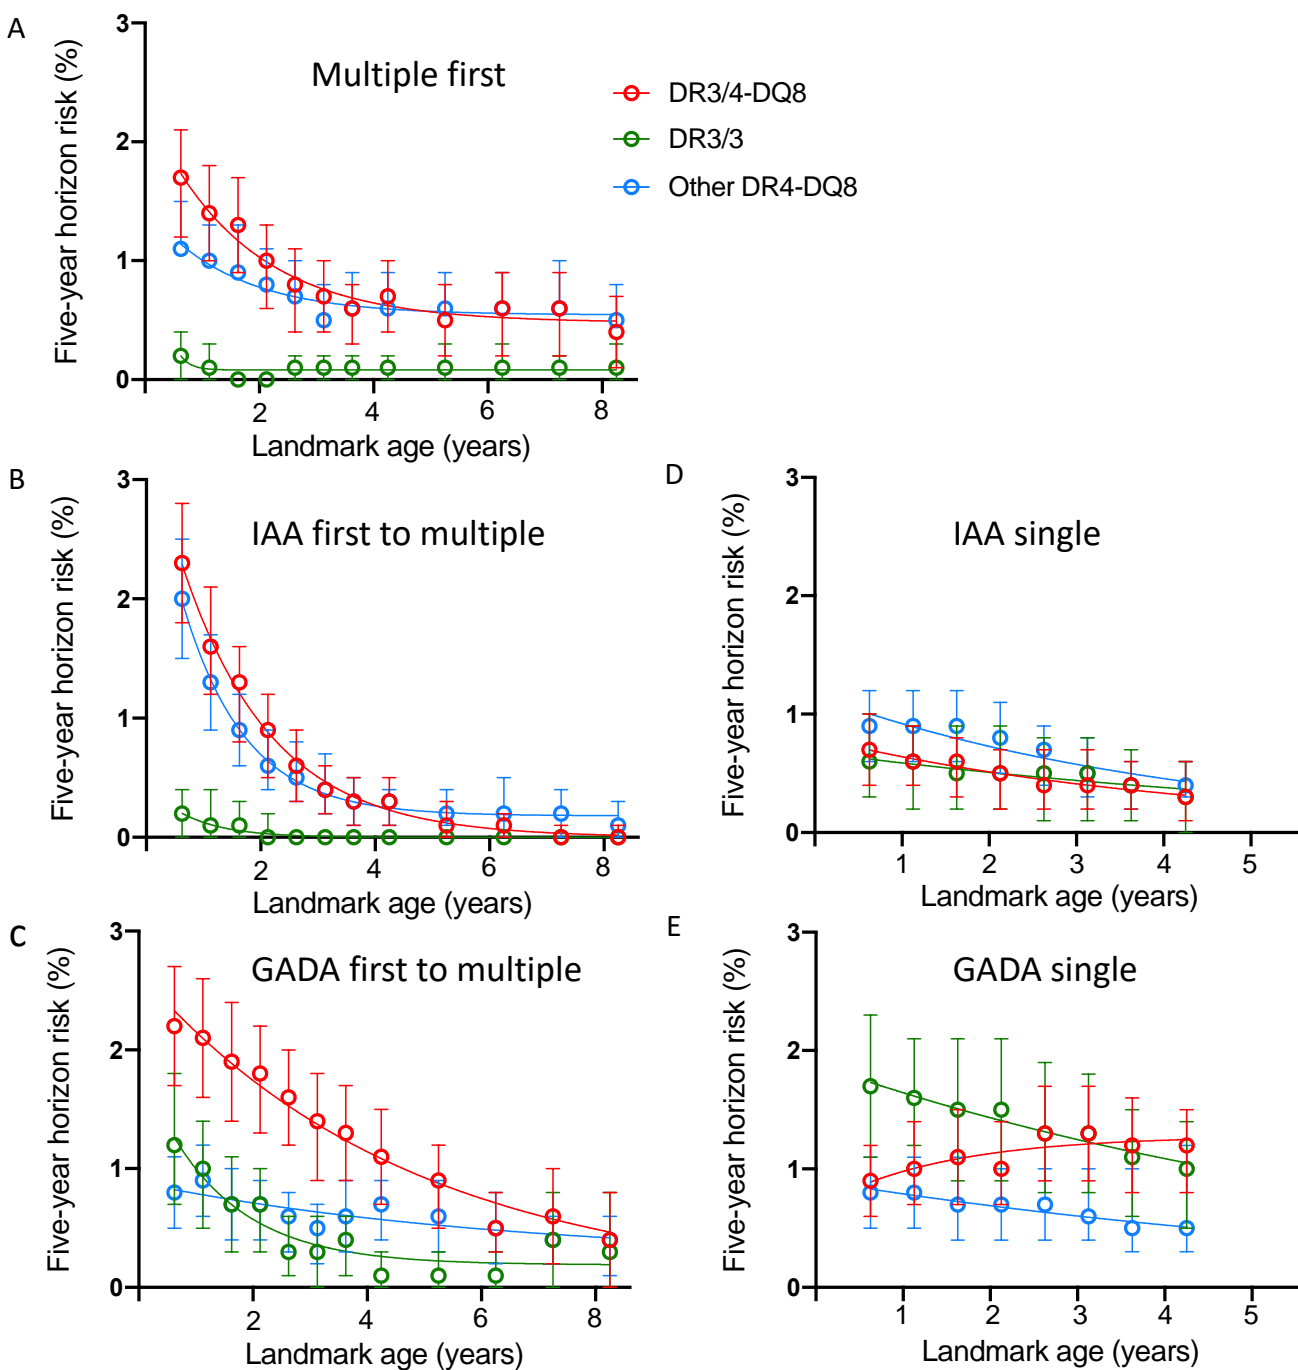 A
Five-year horizon risk (%)
3
2
1
0
Multiple first
DR3/4-DQ8
DR3/3
Other DR4-DQ8
2 4 6 8
Landmark age (years)
B
Five-year horizon risk (%)
3
2
1
0
IAA first to multiple
2 4 6 8
Landmark age (years)
D
Five-year horizon risk (%)
3
2
1
0
IAA single
1 2 3 4 5
Landmark age (years)
C
Five-year horizon risk (%)
3
2
1
0
GADA first to multiple
2 4 6 8
Landmark age (years)
E
Five-year horizon risk (%)
3
2
1
0
GADA single
1 2 3 4 5
Landmark age (years)